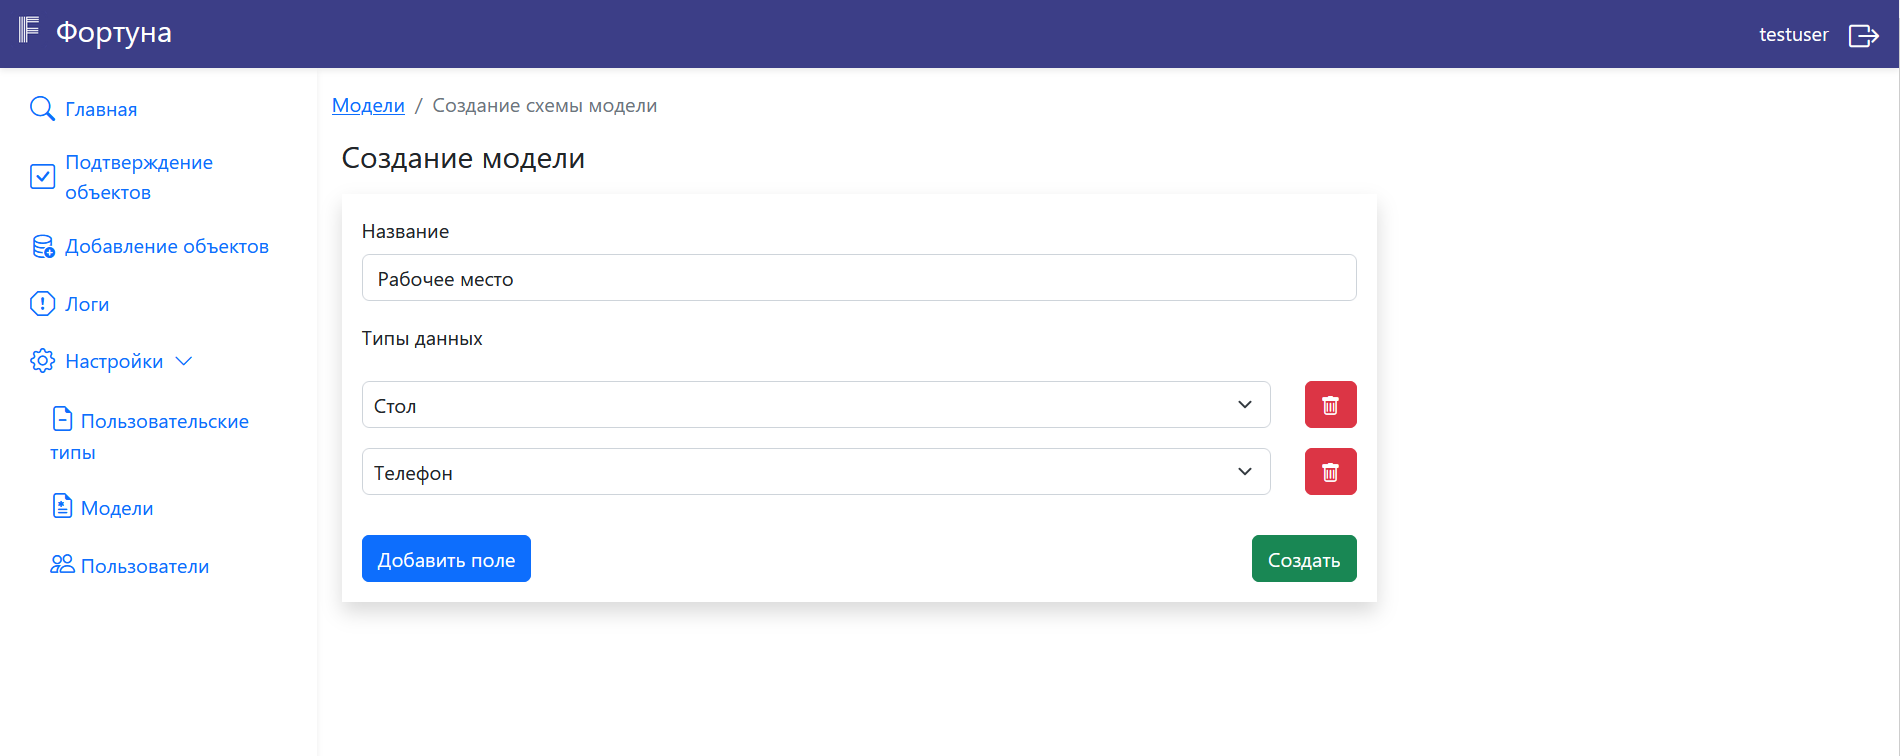 Фортуна
testuser
Главная
Подтверждение
объектов
Добавление объектов
Логи
Настройки
Пользовательские
типы
Модели
Пользователи
Модели / Создание схемы модели
Создание модели
Название
Рабочее место
Типы данных
Стол
Телефон
Добавить поле
Создать